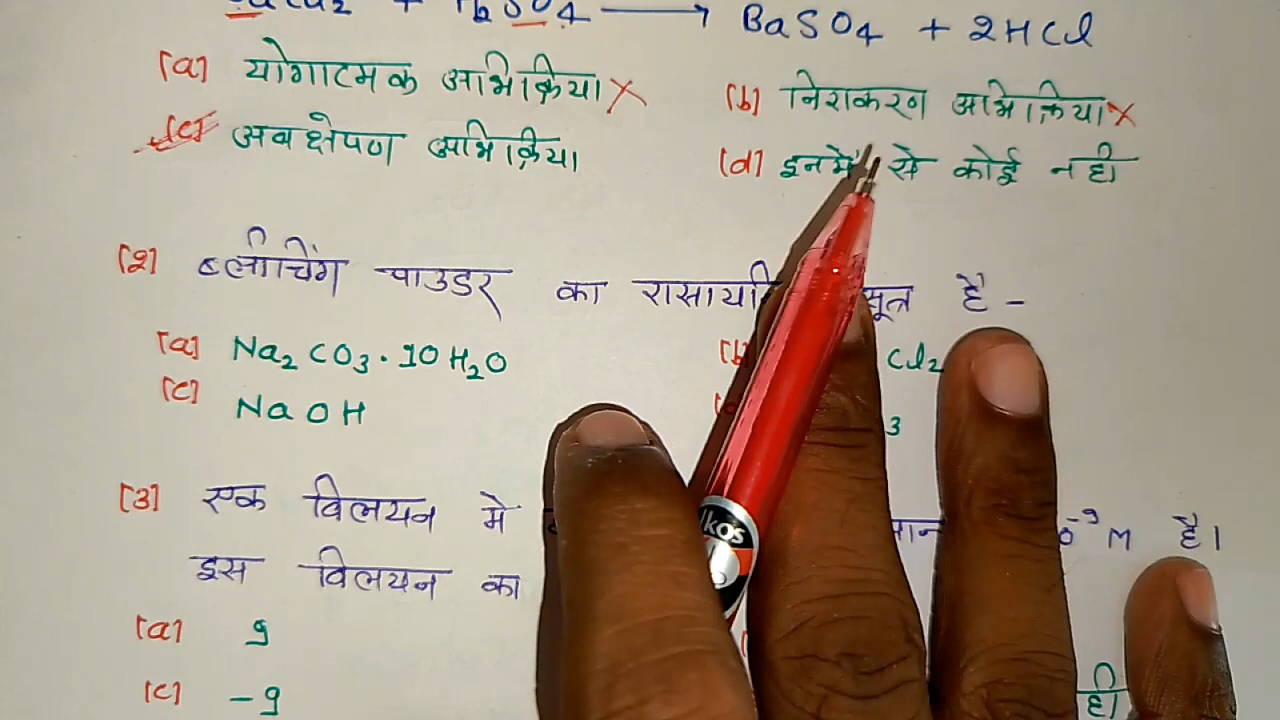 + H₂SO₄ ⟶ BaSO₄ + 2HCl
(a) योगात्मक अभिक्रिया × (b) निराकरण अभिक्रिया ×
(c) अवक्षेपण अभिक्रिया (d) इनमें से कोई नही
(2) ब्लीचिंग पाउडर का सूत्र है -
(a) Na₂CO₃·10H₂O (b) Cl₂
(c) NaOH 3
(3) एक विलयन में M है।
इस विलयन का
(a) 9
(c) -9 ही